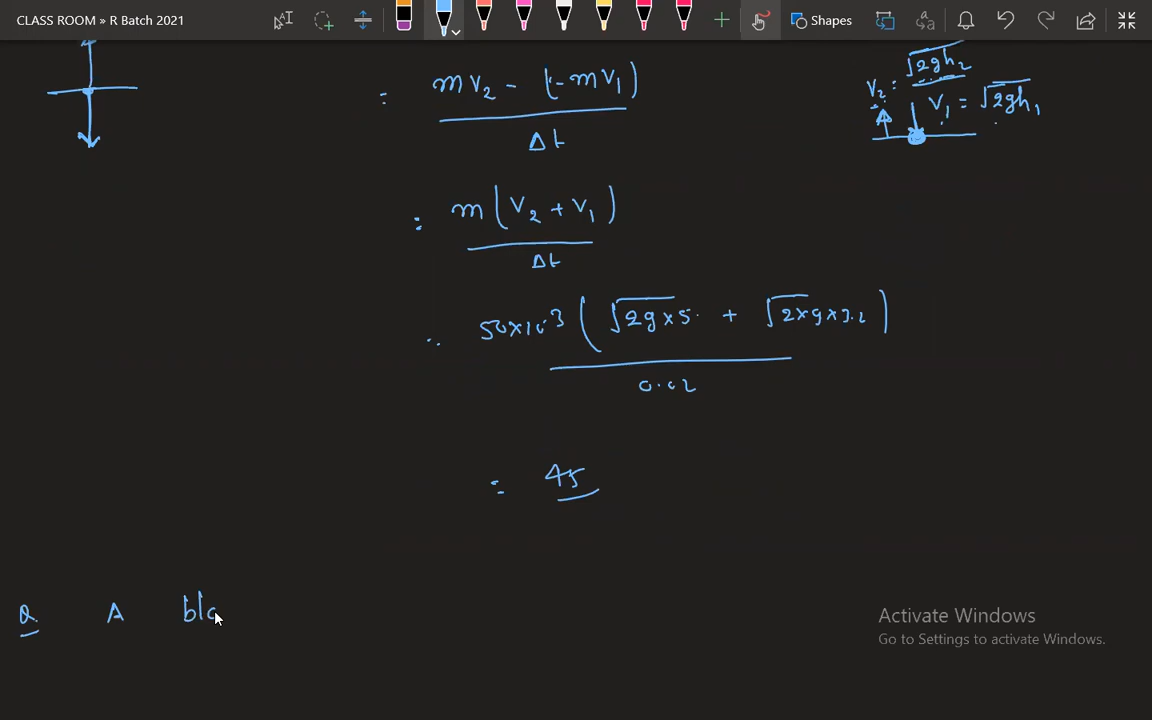 CLASS ROOM » R Batch 2021
Shapes
= mv₂ - (-mv₁)
Δt
v₂ = √2gh₂
v₁ = √2gh₁
= m(v₂ + v₁)
Δt
= 50×10⁻³ (√2g×5 + √2×g×3.2)
0.02
= 45
Q. A blo
Activate Windows
Go to Settings to activate Windows.